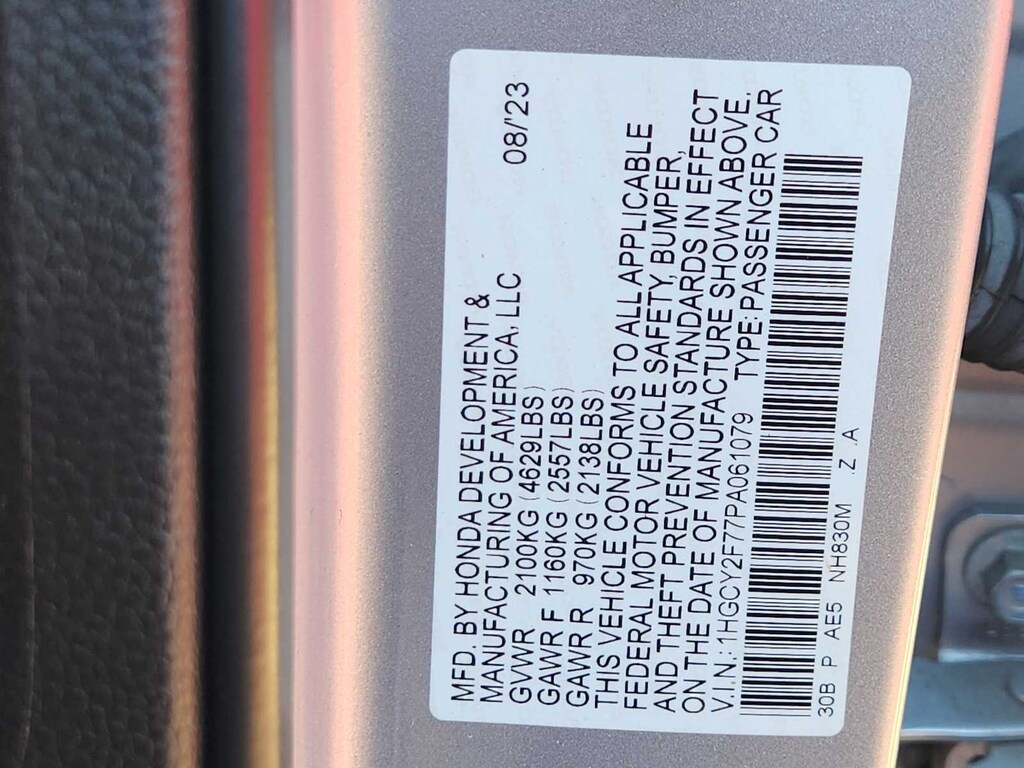 MFD. BY HONDA DEVELOPMENT &
MANUFACTURING OF AMERICA, LLC 08/'23
GVWR 2100KG (4629LBS)
GAWR F 1160KG (2557LBS)
GAWR R 970KG (2138LBS)
THIS VEHICLE CONFORMS TO ALL APPLICABLE
FEDERAL MOTOR VEHICLE SAFETY, BUMPER,
AND THEFT PREVENTION STANDARDS IN EFFECT
ON THE DATE OF MANUFACTURE SHOWN ABOVE.
V.I.N.: 1HGCY2F77PA061079 TYPE: PASSENGER CAR
30B P AE5 NH830M .Z .A